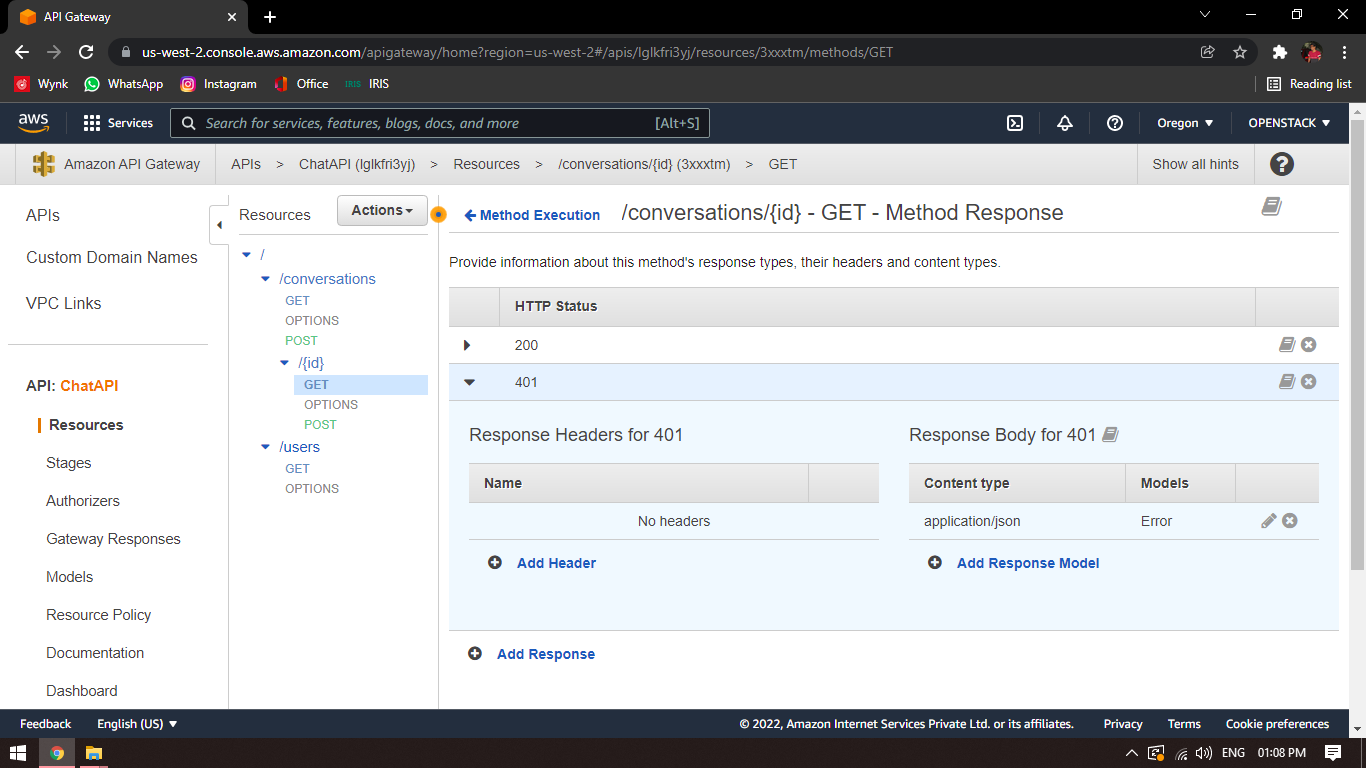 API Gateway
us-west-2.console.aws.amazon.com/apigateway/home?region=us-west-2#/apis/lglkfri3yj/resources/3xxxtm/methods/GET
Wynk WhatsApp Instagram Office IRIS IRIS Reading list
aws Services Search for services, features, blogs, docs, and more [Alt+S] Oregon OPENSTACK
Amazon API Gateway APIs > ChatAPI (lglkfri3yj) > Resources > /conversations/{id} (3xxxtm) > GET Show all hints
APIs
Custom Domain Names
VPC Links
API: ChatAPI
Resources
Stages
Authorizers
Gateway Responses
Models
Resource Policy
Documentation
Dashboard
Resources Actions
/
/conversations
GET
OPTIONS
POST
/{id}
GET
OPTIONS
POST
/users
GET
OPTIONS
Method Execution /conversations/{id} - GET - Method Response
Provide information about this method's response types, their headers and content types.
HTTP Status
200
401
Response Headers for 401
Name
No headers
Add Header
Response Body for 401
Content type Models
application/json Error
Add Response Model
Add Response
Feedback English (US) © 2022, Amazon Internet Services Private Ltd. or its affiliates. Privacy Terms Cookie preferences
ENG 01:08 PM